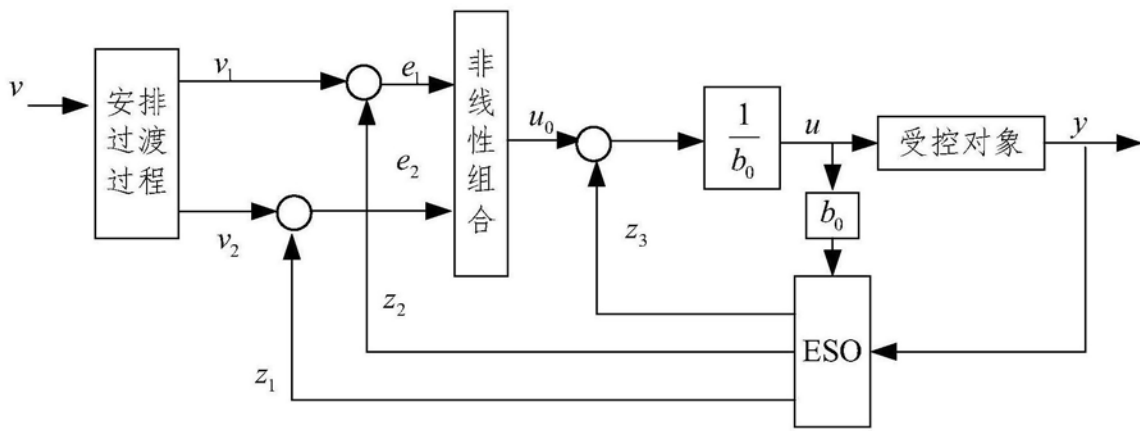 v
安排
过渡
过程
v₁
v₂
e₁
e₂
非线性组合
u₀
1/b₀
u
受控对象
y
b₀
z₃
z₂
z₁
ESO